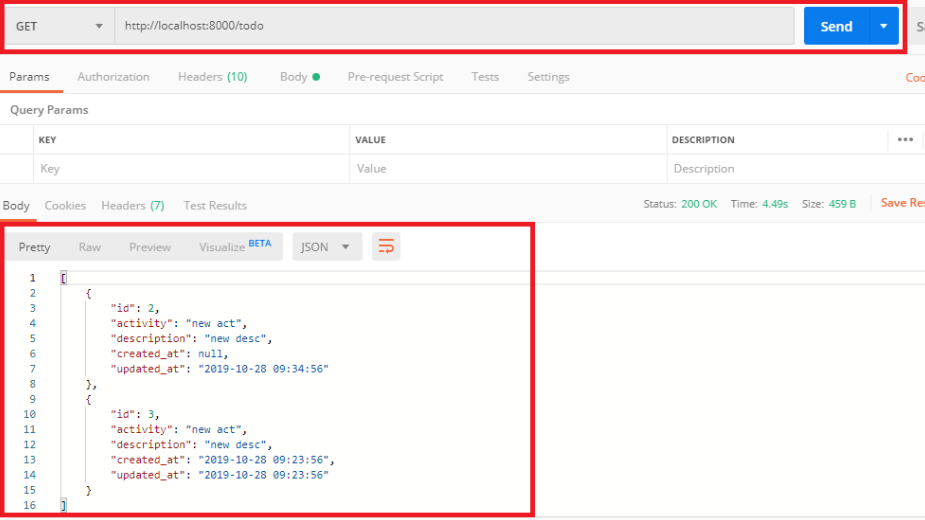 GET http://localhost:8000/todo Send
Params Authorization Headers (10) Body Pre-request Script Tests Settings
Query Params
KEY VALUE DESCRIPTION •••
Key Value Description
Body Cookies Headers (7) Test Results Status: 200 OK Time: 4.49s Size: 459 B Save Res
Pretty Raw Preview Visualize BETA JSON
1 [
2 {
3 "id": 2,
4 "activity": "new act",
5 "description": "new desc",
6 "created_at": null,
7 "updated_at": "2019-10-28 09:34:56"
8 },
9 {
10 "id": 3,
11 "activity": "new act",
12 "description": "new desc",
13 "created_at": "2019-10-28 09:23:56",
14 "updated_at": "2019-10-28 09:23:56"
15 }
16 ]